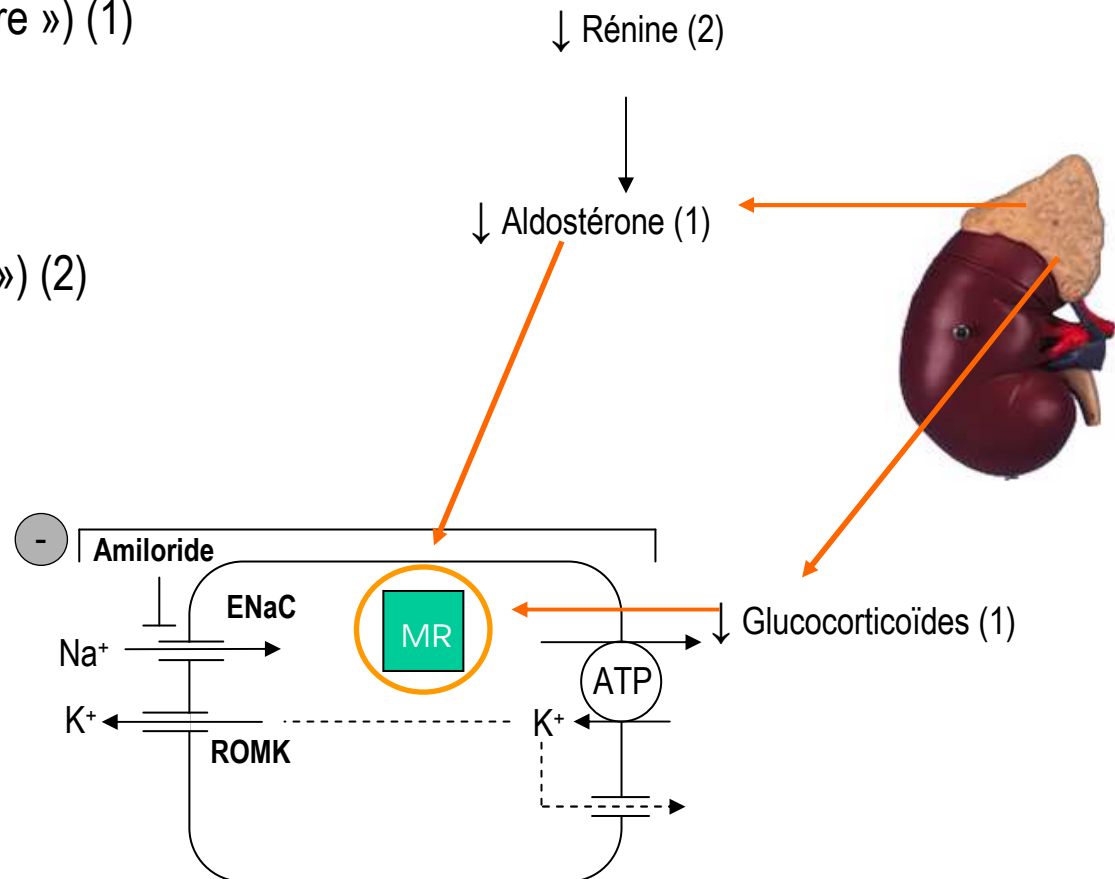 re ») (1)
↓ Rénine (2)
↓ Aldostérone (1)
») (2)
-
Amiloride
ENaC
MR
↓ Glucocorticoïdes (1)
Na⁺
ATP
K⁺
K⁺
ROMK